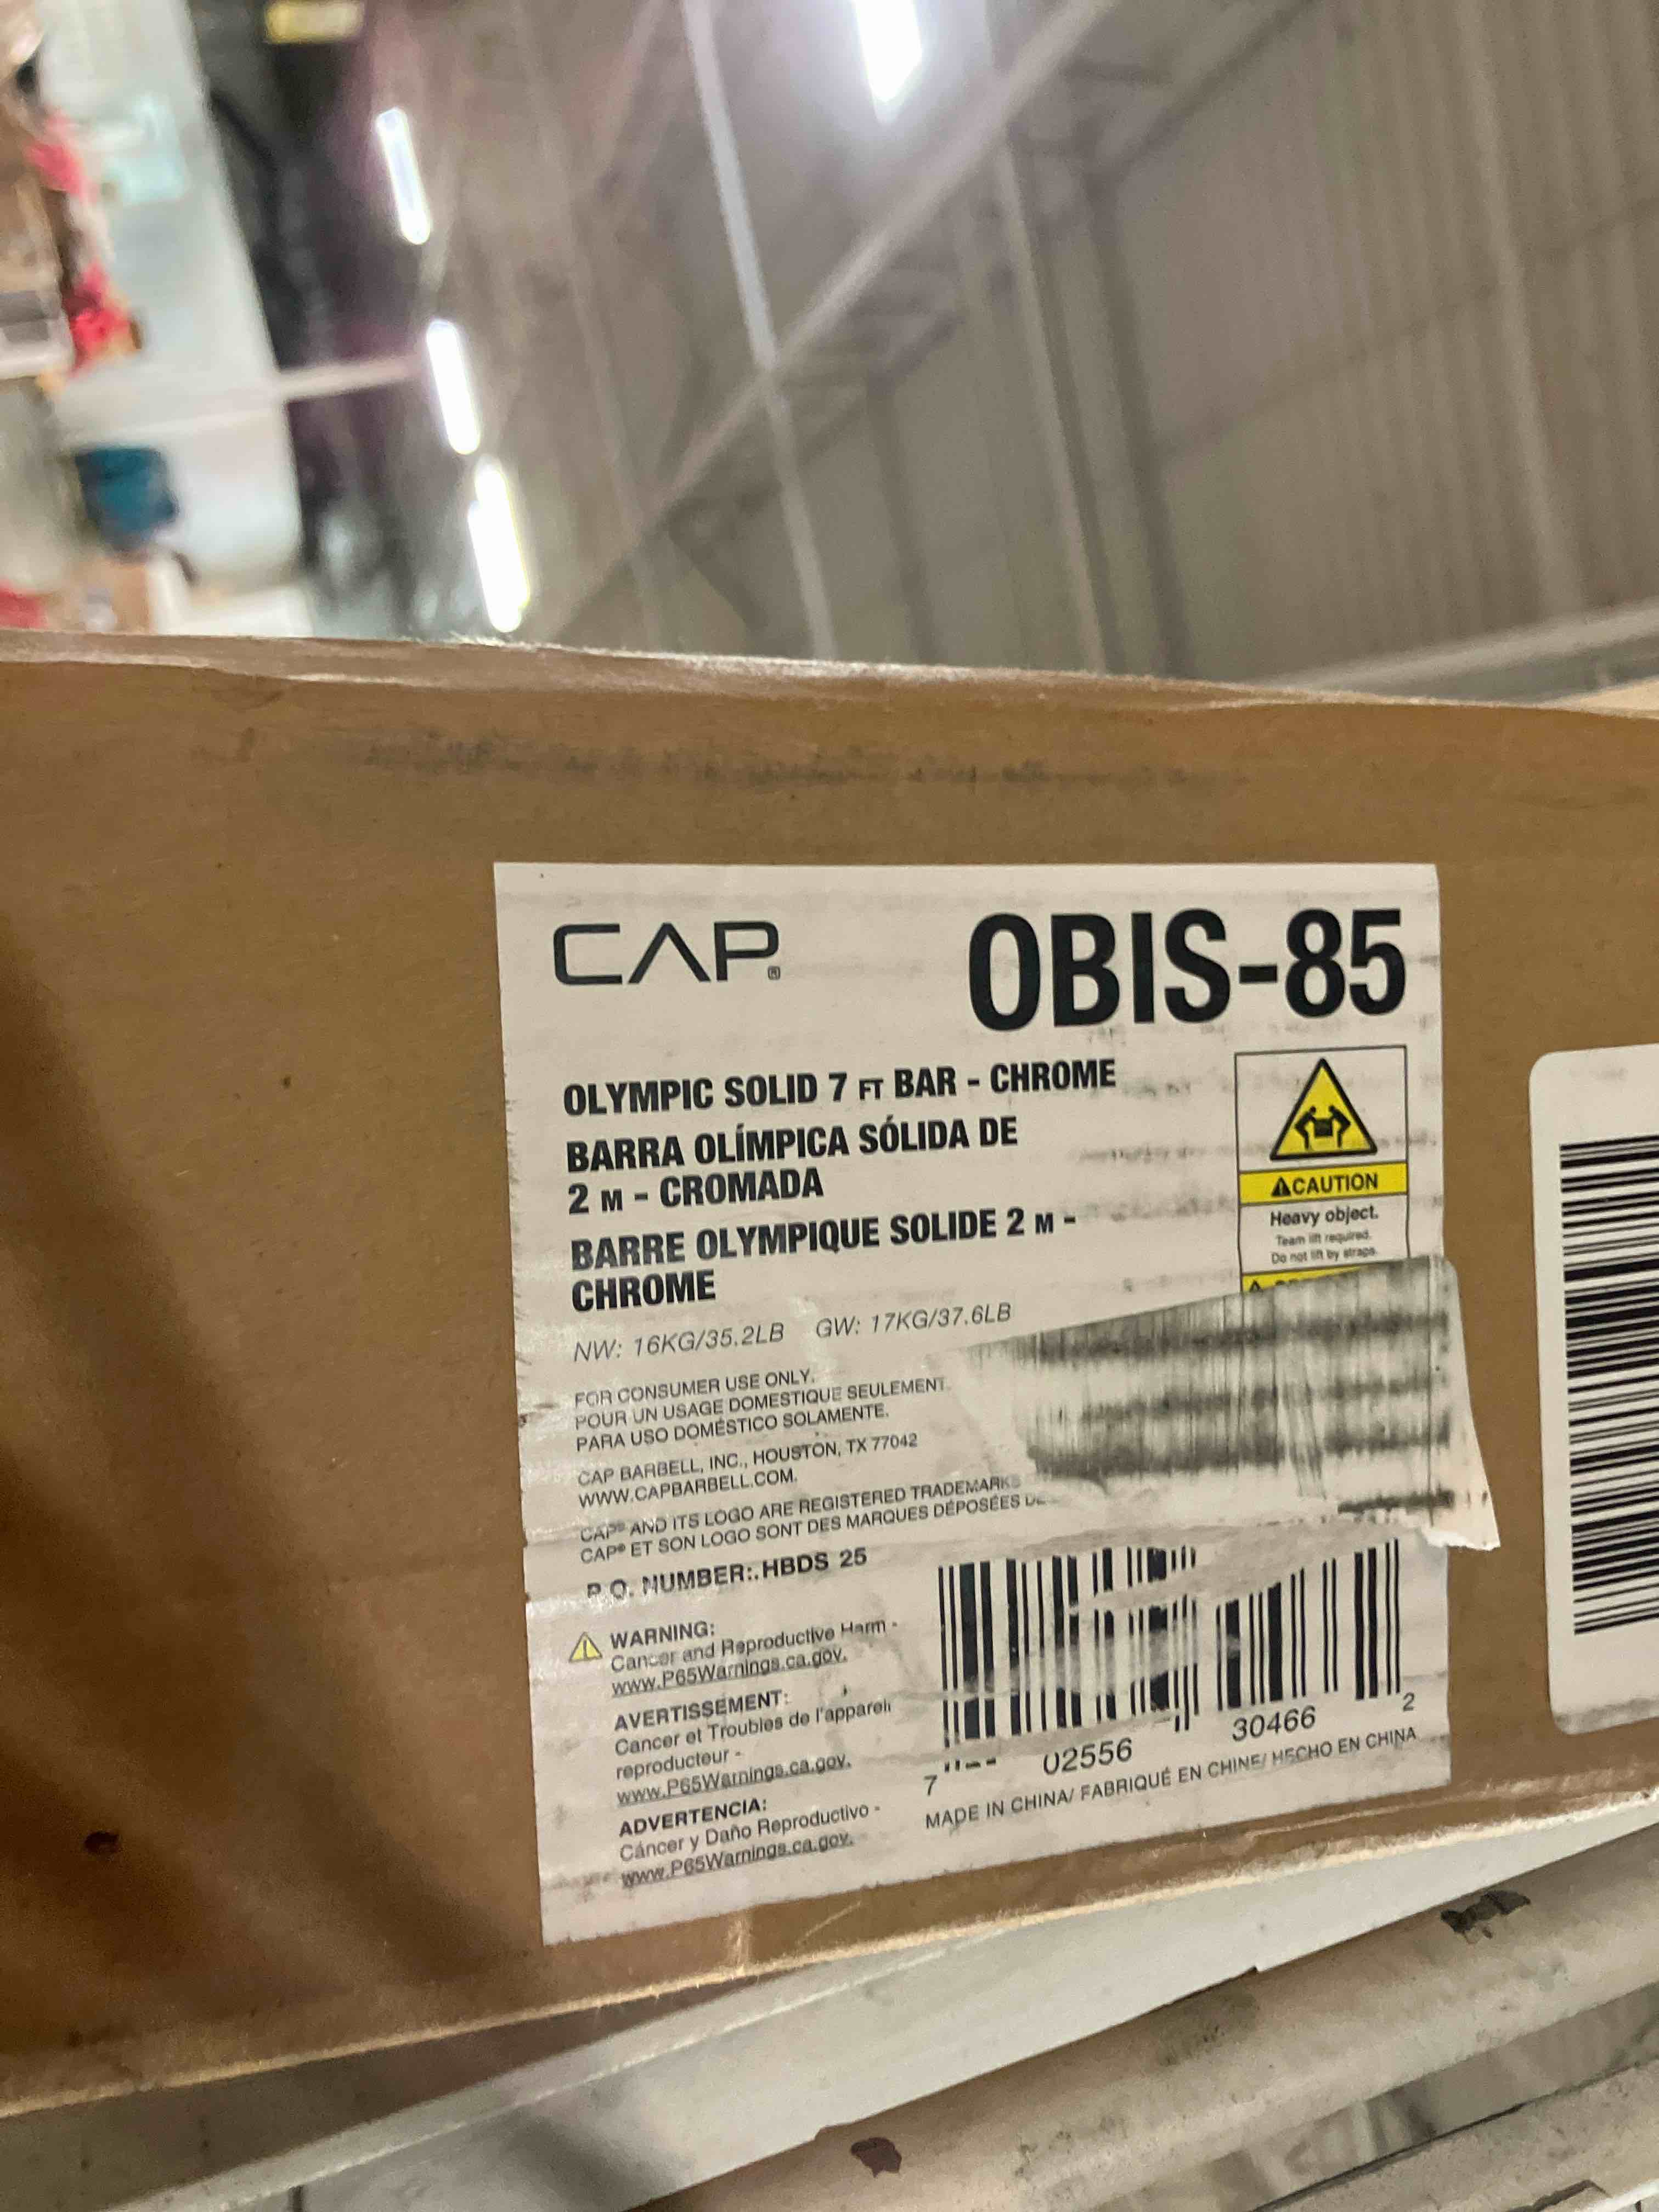 CAP®
OBIS-85
OLYMPIC SOLID 7 FT BAR - CHROME
BARRA OLÍMPICA SÓLIDA DE
2 M - CROMADA
BARRE OLYMPIQUE SOLIDE 2 M -
CHROME
NW: 16KG/35.2LB GW: 17KG/37.6LB
CAUTION
Heavy object.
Team lift required.
Do not lift by straps.
FOR CONSUMER USE ONLY.
POUR UN USAGE DOMESTIQUE SEULEMENT.
PARA USO DOMÉSTICO SOLAMENTE.
CAP BARBELL, INC., HOUSTON, TX 77042
WWW.CAPBARBELL.COM.
CAP® AND ITS LOGO ARE REGISTERED TRADEMARKS
CAP® ET SON LOGO SONT DES MARQUES DÉPOSÉES
P.O. NUMBER:.HBDS 25
WARNING:
Cancer and Reproductive Harm -
www.P65Warnings.ca.gov.
AVERTISSEMENT:
Cancer et Troubles de l'appareil
reproducteur -
www.P65Warnings.ca.gov.
ADVERTENCIA:
Cáncer y Daño Reproductivo -
www.P65Warnings.ca.gov.
7 02556 30466 2
MADE IN CHINA/ FABRIQUÉ EN CHINE/ HECHO EN CHINA